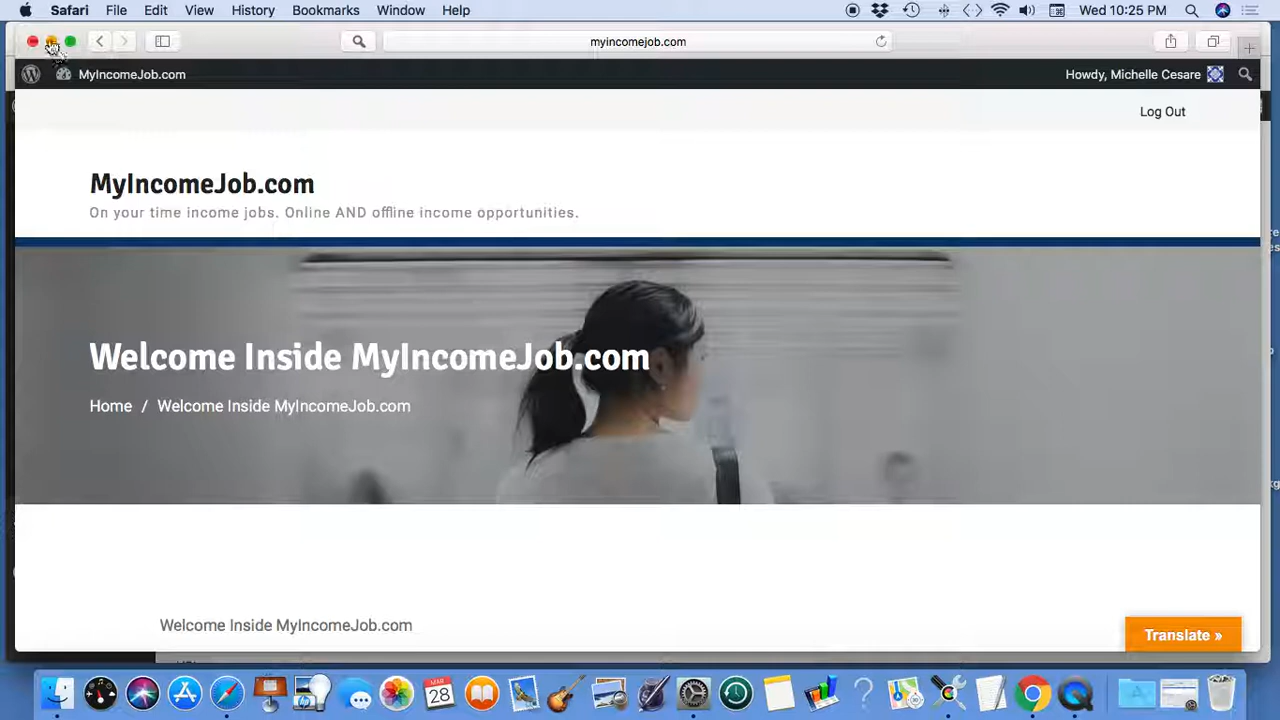 Safari File Edit View History Bookmarks Window Help Wed 10:25 PM
myincomejob.com
MyIncomeJob.com Howdy, Michelle Cesare
Log Out
MyIncomeJob.com
On your time income jobs. Online AND offline income opportunities.
Welcome Inside MyIncomeJob.com
Home / Welcome Inside MyIncomeJob.com
Welcome Inside MyIncomeJob.com
Translate »
28